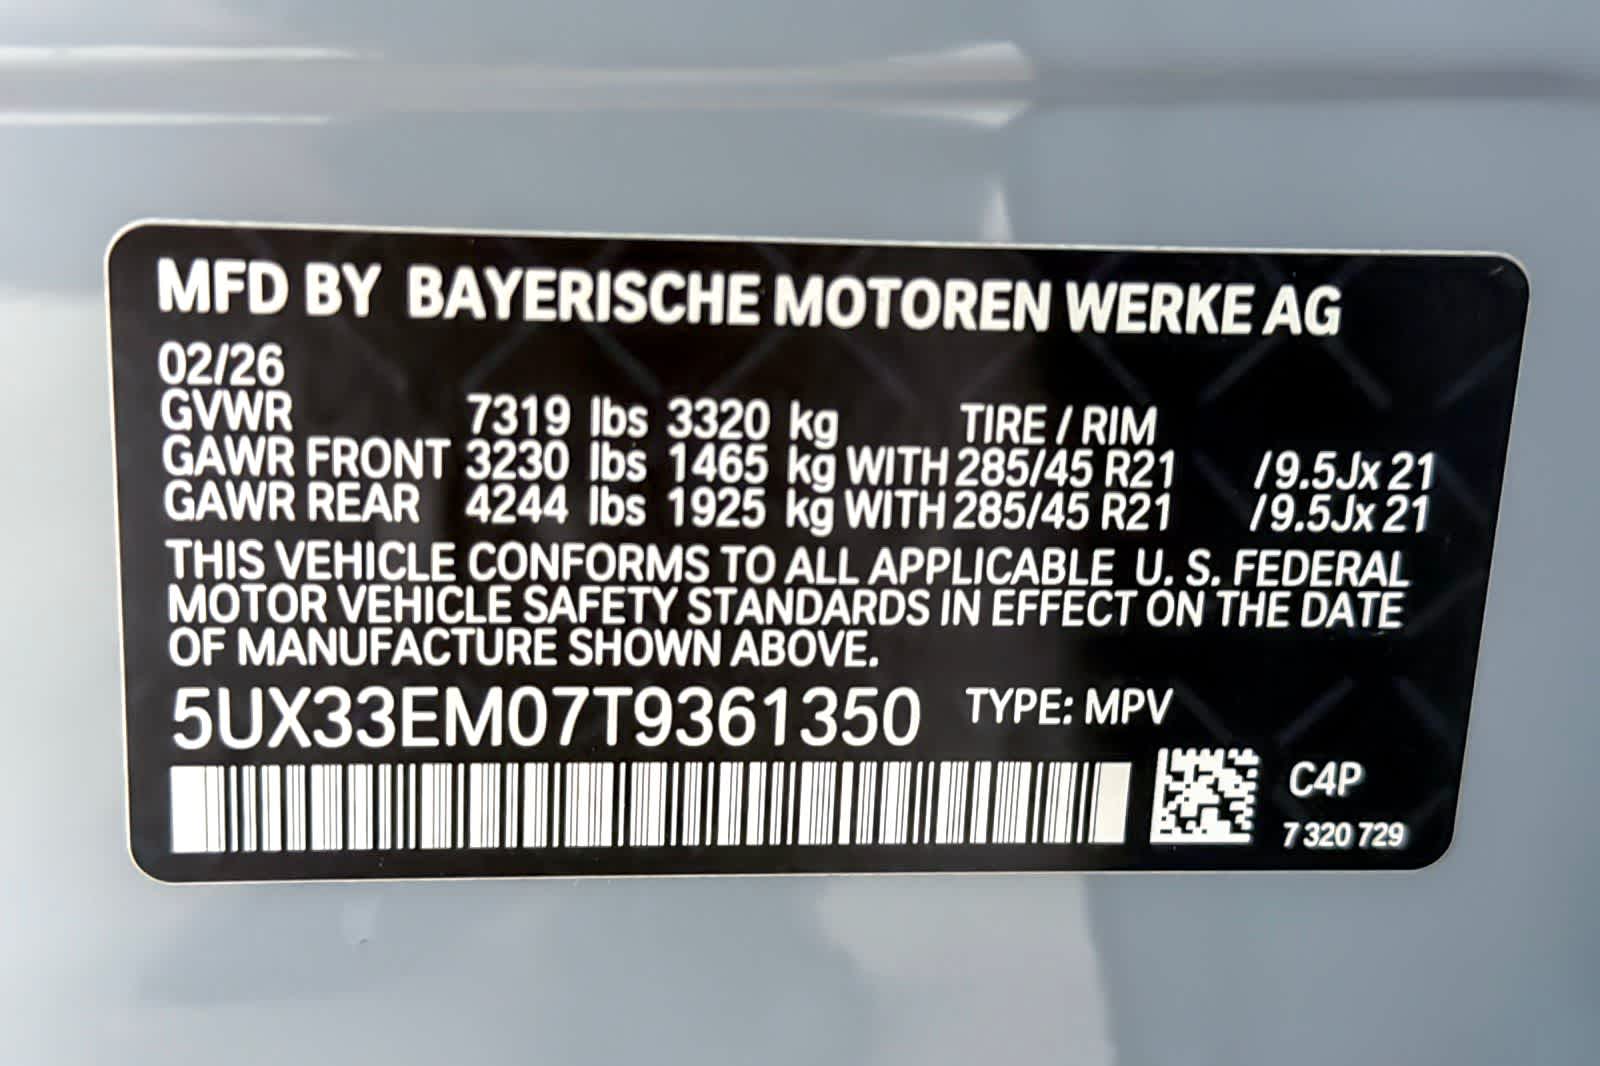 MFD BY BAYERISCHE MOTOREN WERKE AG
02/26
GVWR 7319 lbs 3320 kg TIRE / RIM
GAWR FRONT 3230 lbs 1465 kg WITH 285/45 R21 /9.5Jx 21
GAWR REAR 4244 lbs 1925 kg WITH 285/45 R21 /9.5Jx 21
THIS VEHICLE CONFORMS TO ALL APPLICABLE U. S. FEDERAL
MOTOR VEHICLE SAFETY STANDARDS IN EFFECT ON THE DATE
OF MANUFACTURE SHOWN ABOVE.
5UX33EM07T9361350 TYPE: MPV
C4P
7 320 729